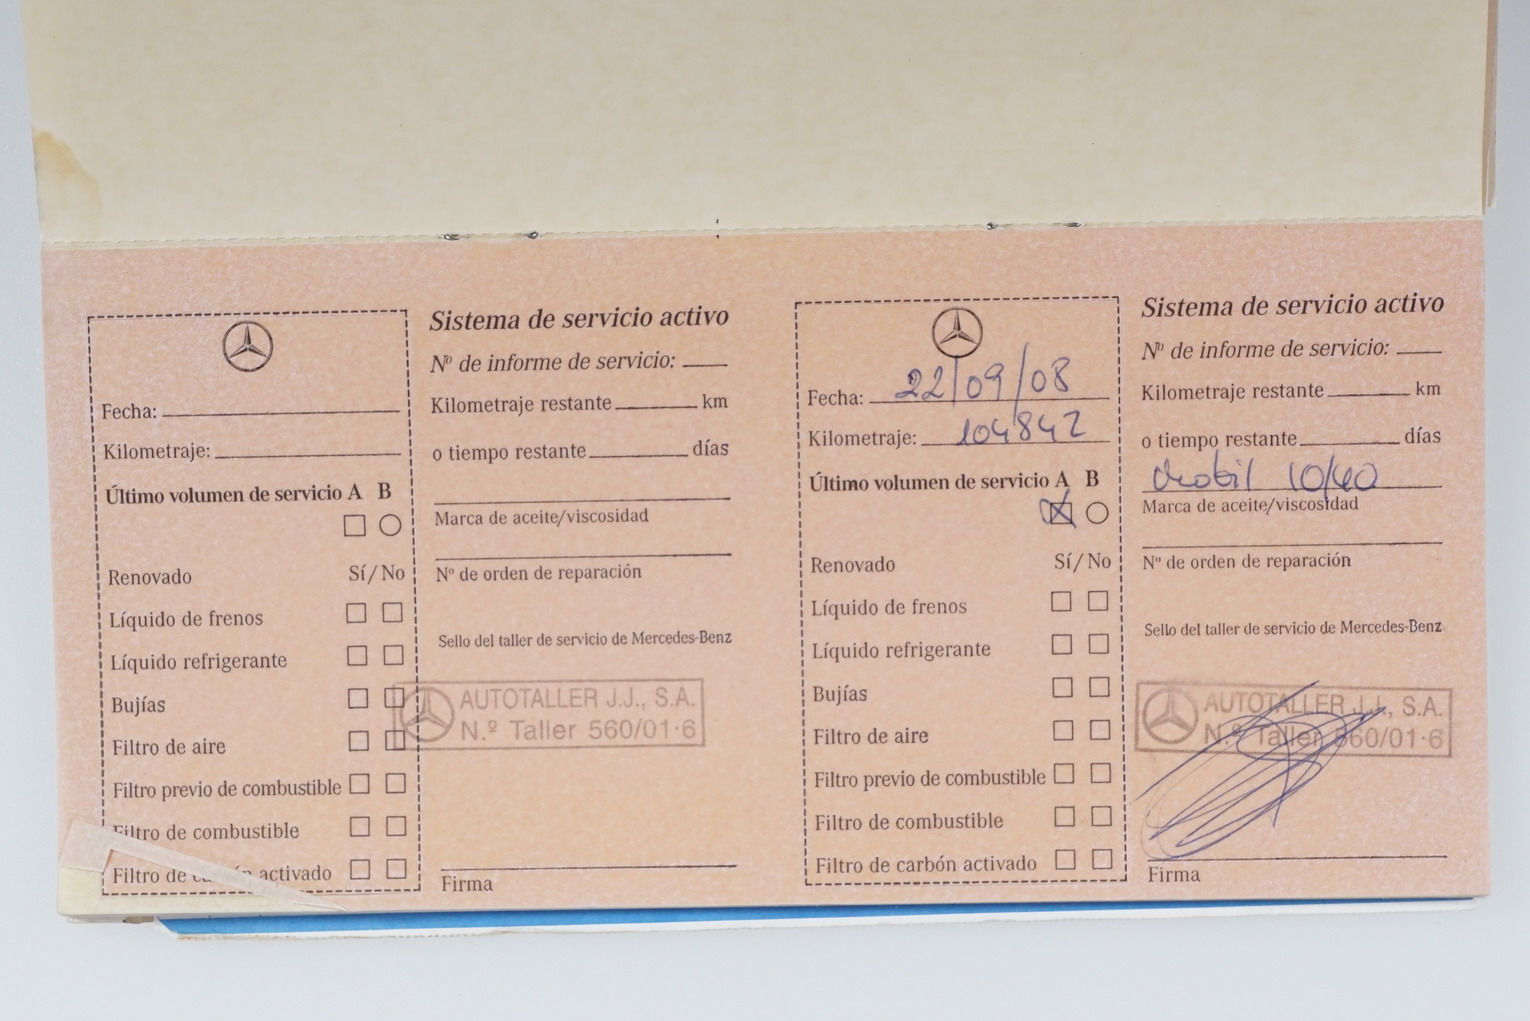 Fecha:
Kilometraje:
Último volumen de servicio A B
Renovado Sí/No
Líquido de frenos
Líquido refrigerante
Bujías
Filtro de aire
Filtro previo de combustible
Filtro de combustible
Filtro de carbón activado
Sistema de servicio activo
Nº de informe de servicio:
Kilometraje restante km
o tiempo restante días
Marca de aceite/viscosidad
Nº de orden de reparación
Sello del taller de servicio de Mercedes-Benz
AUTOTALLER J.J., S.A.
N.º Taller 560/01·6
Firma
Fecha: 22/09/08
Kilometraje: 104842
Último volumen de servicio A B
Renovado Sí/No
Líquido de frenos
Líquido refrigerante
Bujías
Filtro de aire
Filtro previo de combustible
Filtro de combustible
Filtro de carbón activado
Sistema de servicio activo
Nº de informe de servicio:
Kilometraje restante km
o tiempo restante días
Mobil 10/40
Marca de aceite/viscosidad
Nº de orden de reparación
Sello del taller de servicio de Mercedes-Benz
AUTOTALLER J.J., S.A.
N.º Taller 560/01·6
Firma